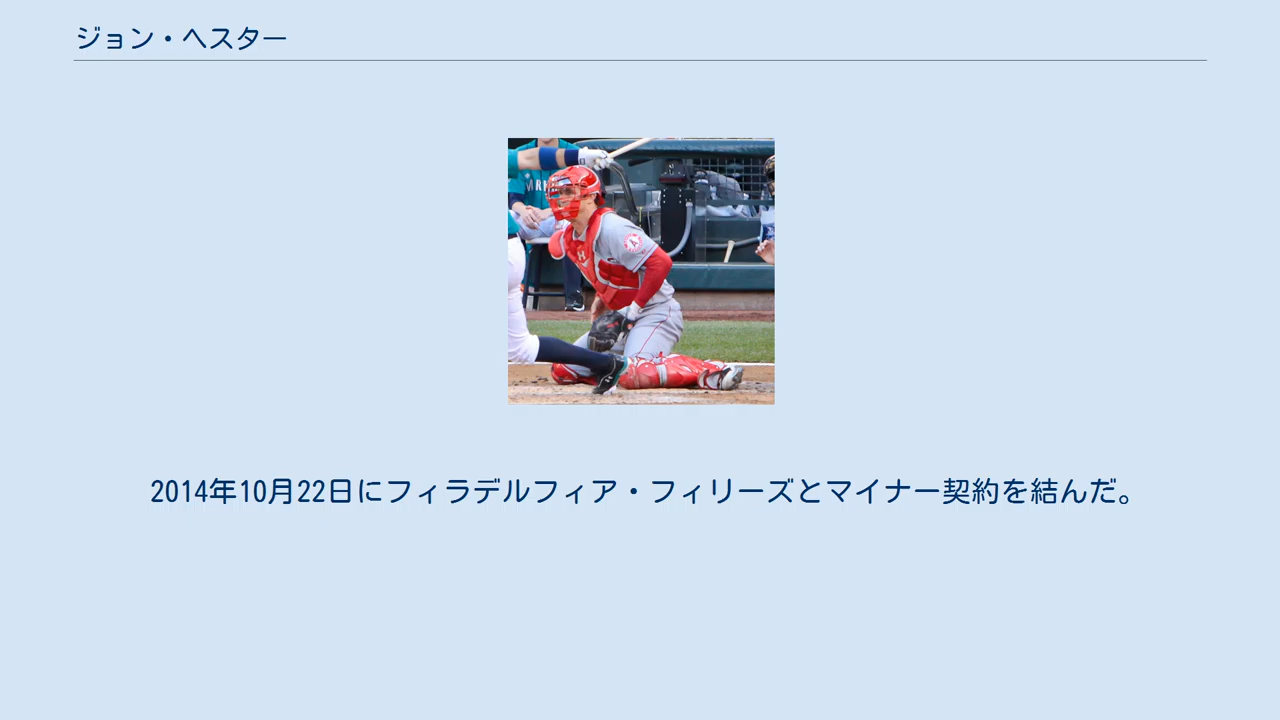 ジョン・ヘスター
2014年10月22日にフィラデルフィア・フィリーズとマイナー契約を結んだ。